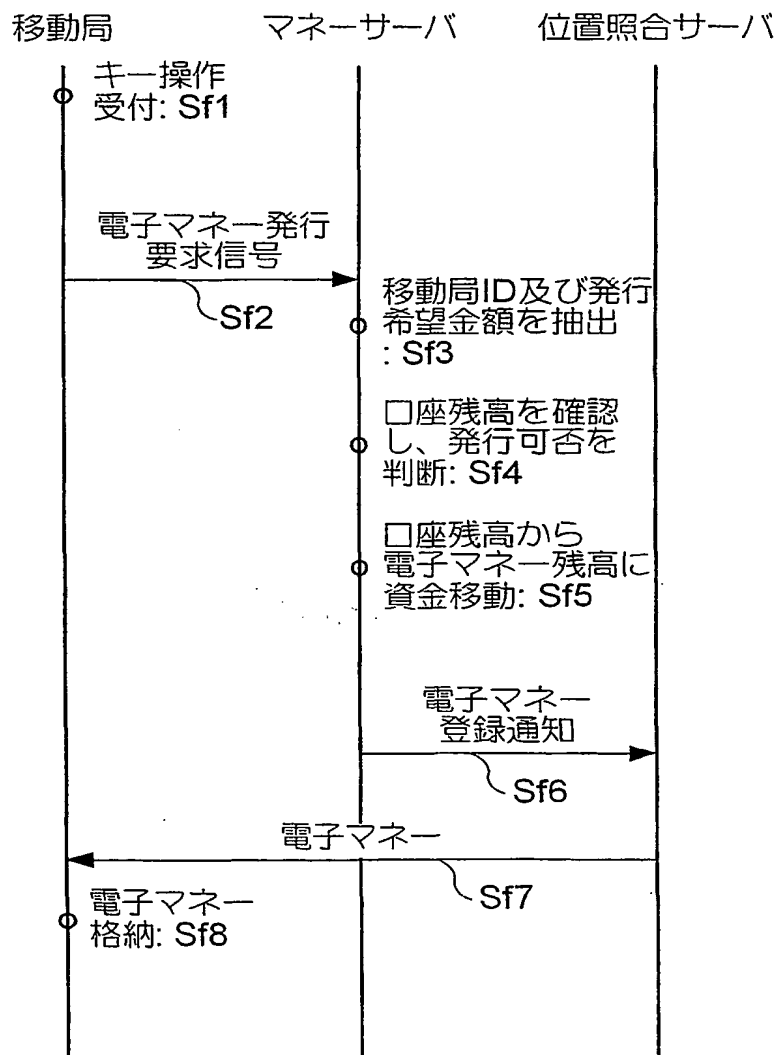 移動局
マネーサーバ
位置照合サーバ
キー操作
受付: Sf1
電子マネー発行
要求信号
Sf2
移動局ID及び発行
希望金額を抽出
: Sf3
口座残高を確認
し、発行可否を
判断: Sf4
口座残高から
電子マネー残高に
資金移動: Sf5
電子マネー
登録通知
Sf6
電子マネー
Sf7
電子マネー
格納: Sf8